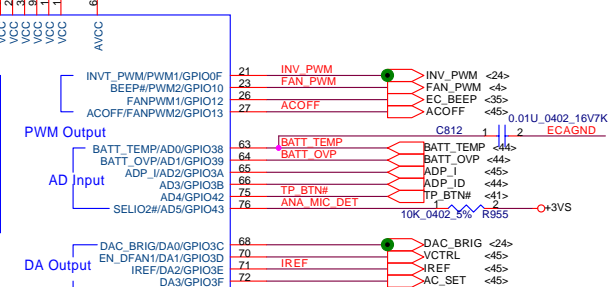 VCC VCC VCC VCC VCC VCC AVCC
6
INVT_PWM/PWM1/GPIO0F 21 INV_PWM INV_PWM <24>
BEEP#/PWM2/GPIO10 23 FAN_PWM FAN_PWM <4>
FANPWM1/GPIO12 26 EC_BEEP <35>
ACOFF/FANPWM2/GPIO13 27 ACOFF ACOFF <45>
PWM Output
C812 1 2 0.01U_0402_16V7K ECAGND
BATT_TEMP/AD0/GPIO38 63 BATT_TEMP BATT_TEMP <44>
BATT_OVP/AD1/GPIO39 64 BATT_OVP BATT_OVP <44>
ADP_I/AD2/GPIO3A 65 ADP_I <45>
AD Input
AD3/GPIO3B 66 ADP_ID <44>
AD4/GPIO42 75 TP_BTN# TP_BTN# <41>
SELIO2#/AD5/GPIO43 76 ANA_MIC_DET 1 2 +3VS
10K_0402_5% R955
DAC_BRIG/DA0/GPIO3C 68 DAC_BRIG <24>
EN_DFAN1/DA1/GPIO3D 70 VCTRL <45>
DA Output
IREF/DA2/GPIO3E 71 IREF IREF <45>
DA3/GPIO3F 72 AC_SET <45>